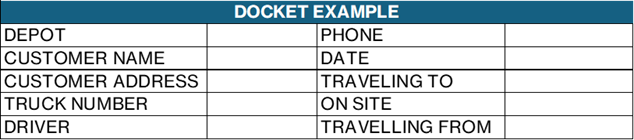 DOCKET EXAMPLE
DEPOT PHONE
CUSTOMER NAME DATE
CUSTOMER ADDRESS TRAVELING TO
TRUCK NUMBER ON SITE
DRIVER TRAVELLING FROM